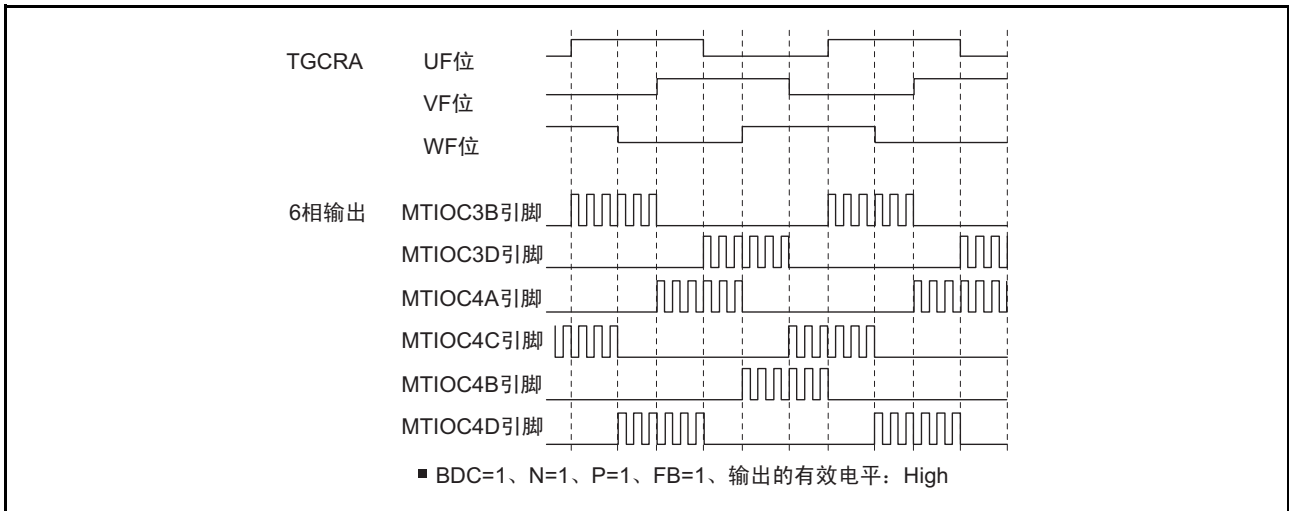 TGCRA UF位
VF位
WF位
6相输出 MTIOC3B引脚
MTIOC3D引脚
MTIOC4A引脚
MTIOC4C引脚
MTIOC4B引脚
MTIOC4D引脚
■ BDC=1、N=1、P=1、FB=1、输出的有效电平：High